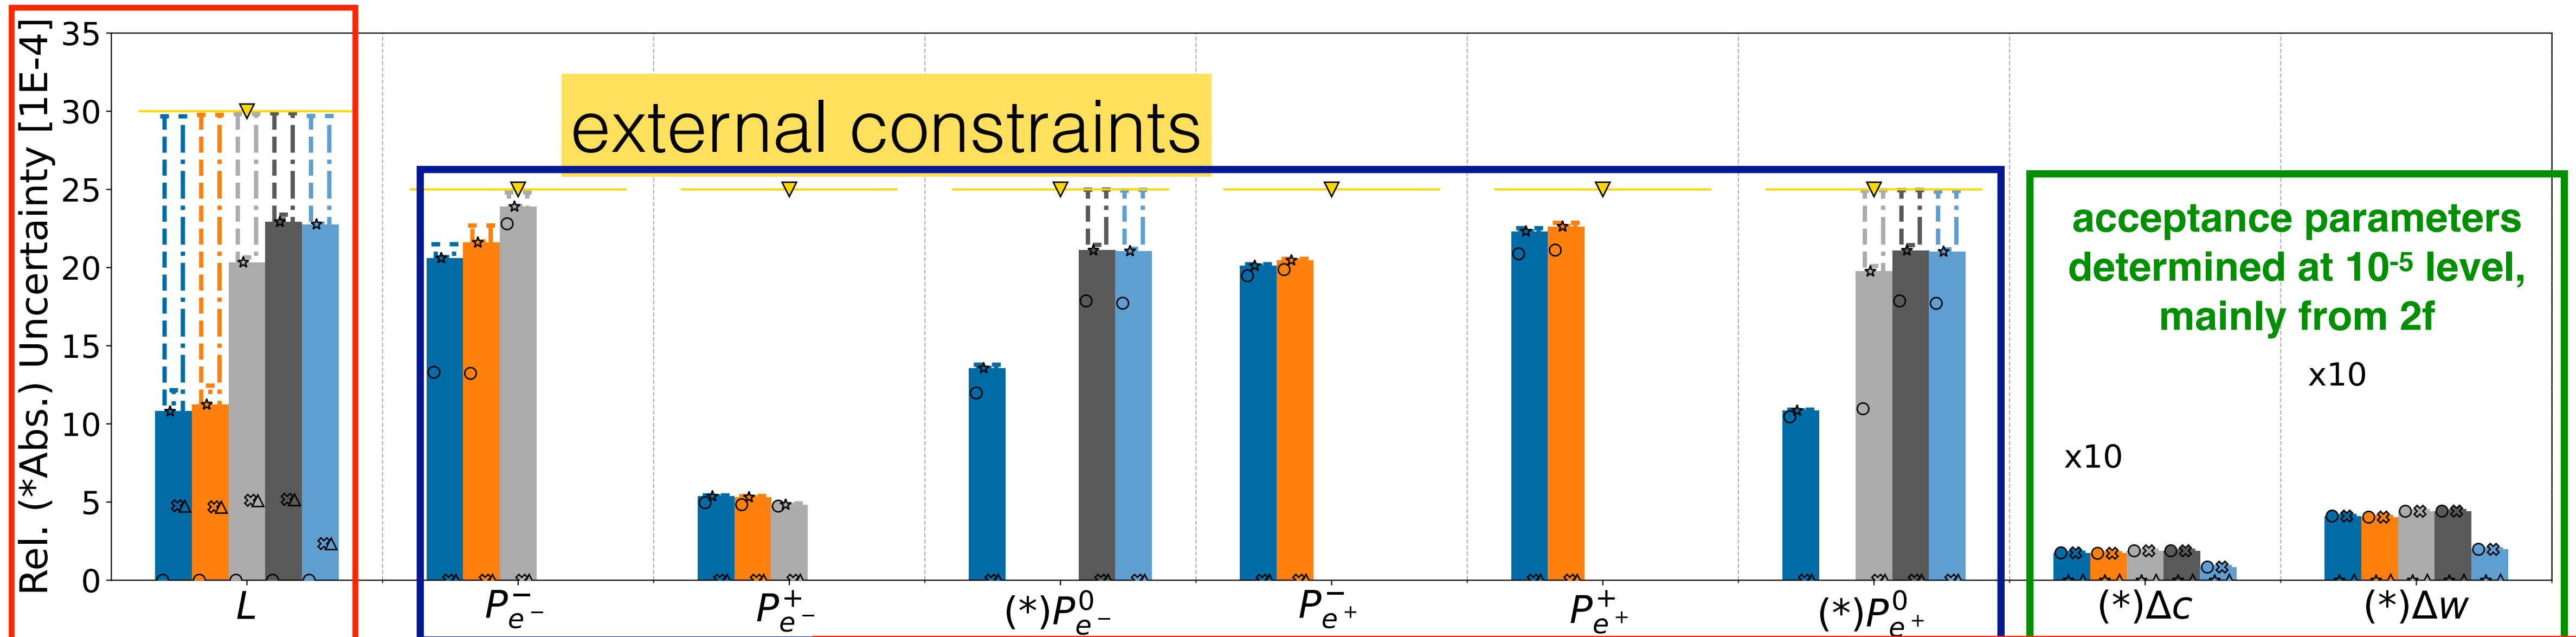 Rel. (*Abs.) Uncertainty [1E-4]
35
30
25
20
15
10
5
0
external constraints
acceptance parameters
determined at 10⁻⁵ level,
mainly from 2f
x10
x10
L
P⁻ₑ₋
P⁺ₑ₋
(*)P⁰ₑ₋
P⁻ₑ₊
P⁺ₑ₊
(*)P⁰ₑ₊
(*)Δc
(*)Δw